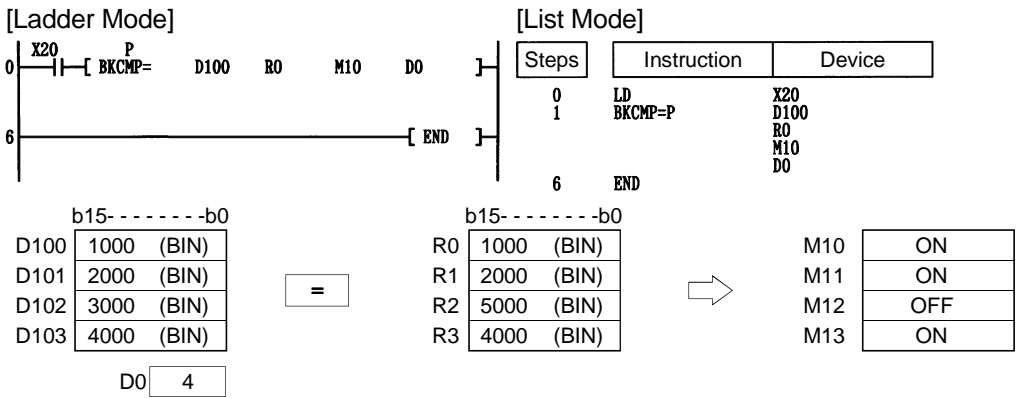 [Ladder Mode] [List Mode]
X20 P
0 BKCMP= D100 R0 M10 D0
6 END
Steps Instruction Device
0 LD X20
1 BKCMP=P D100
R0
M10
D0
6 END
b15- - - - - - - -b0 b15- - - - - - - -b0
D100 1000 (BIN) R0 1000 (BIN) M10 ON
D101 2000 (BIN) = R1 2000 (BIN) M11 ON
D102 3000 (BIN) R2 5000 (BIN) M12 OFF
D103 4000 (BIN) R3 4000 (BIN) M13 ON
D0 4